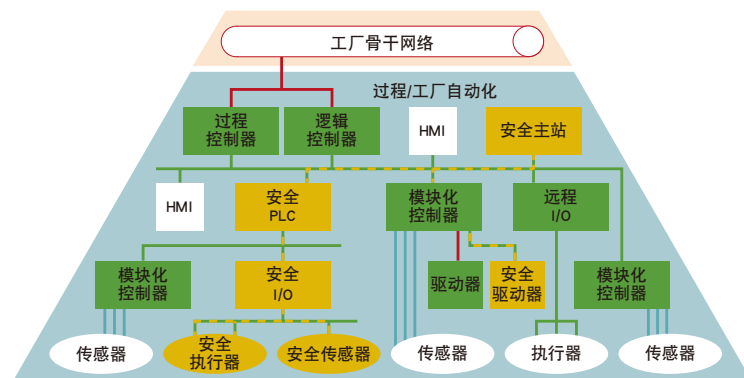 工厂骨干网络
过程/工厂自动化
过程
控制器
逻辑
控制器
HMI
安全主站
HMI
安全
PLC
模块化
控制器
远程
I/O
模块化
控制器
安全
I/O
驱动器
安全
驱动器
模块化
控制器
传感器
安全
执行器
安全传感器
传感器
执行器
传感器